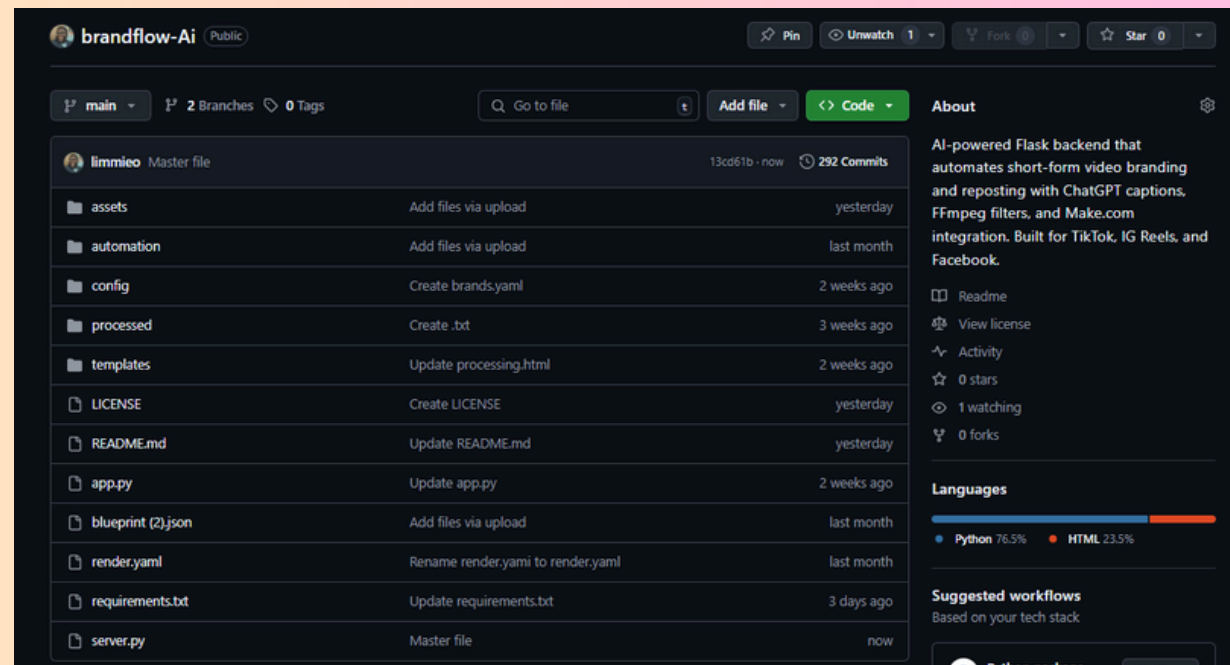 brandflow-Ai Public
Pin
Unwatch 1
Fork 0
Star 0
main
2 Branches
0 Tags
Go to file
t
Add file
Code
limmieo Master file 13cd61b · now 292 Commits
assets Add files via upload yesterday
automation Add files via upload last month
config Create brands.yaml 2 weeks ago
processed Create .txt 3 weeks ago
templates Update processing.html 2 weeks ago
LICENSE Create LICENSE yesterday
README.md Update README.md yesterday
app.py Update app.py 2 weeks ago
blueprint (2).json Add files via upload last month
render.yaml Rename render.yami to render.yaml last month
requirements.txt Update requirements.txt 3 days ago
server.py Master file now
About
AI-powered Flask backend that
automates short-form video branding
and reposting with ChatGPT captions,
FFmpeg filters, and Make.com
integration. Built for TikTok, IG Reels, and
Facebook.
Readme
View license
Activity
0 stars
1 watching
0 forks
Languages
Python 76.5% HTML 23.5%
Suggested workflows
Based on your tech stack